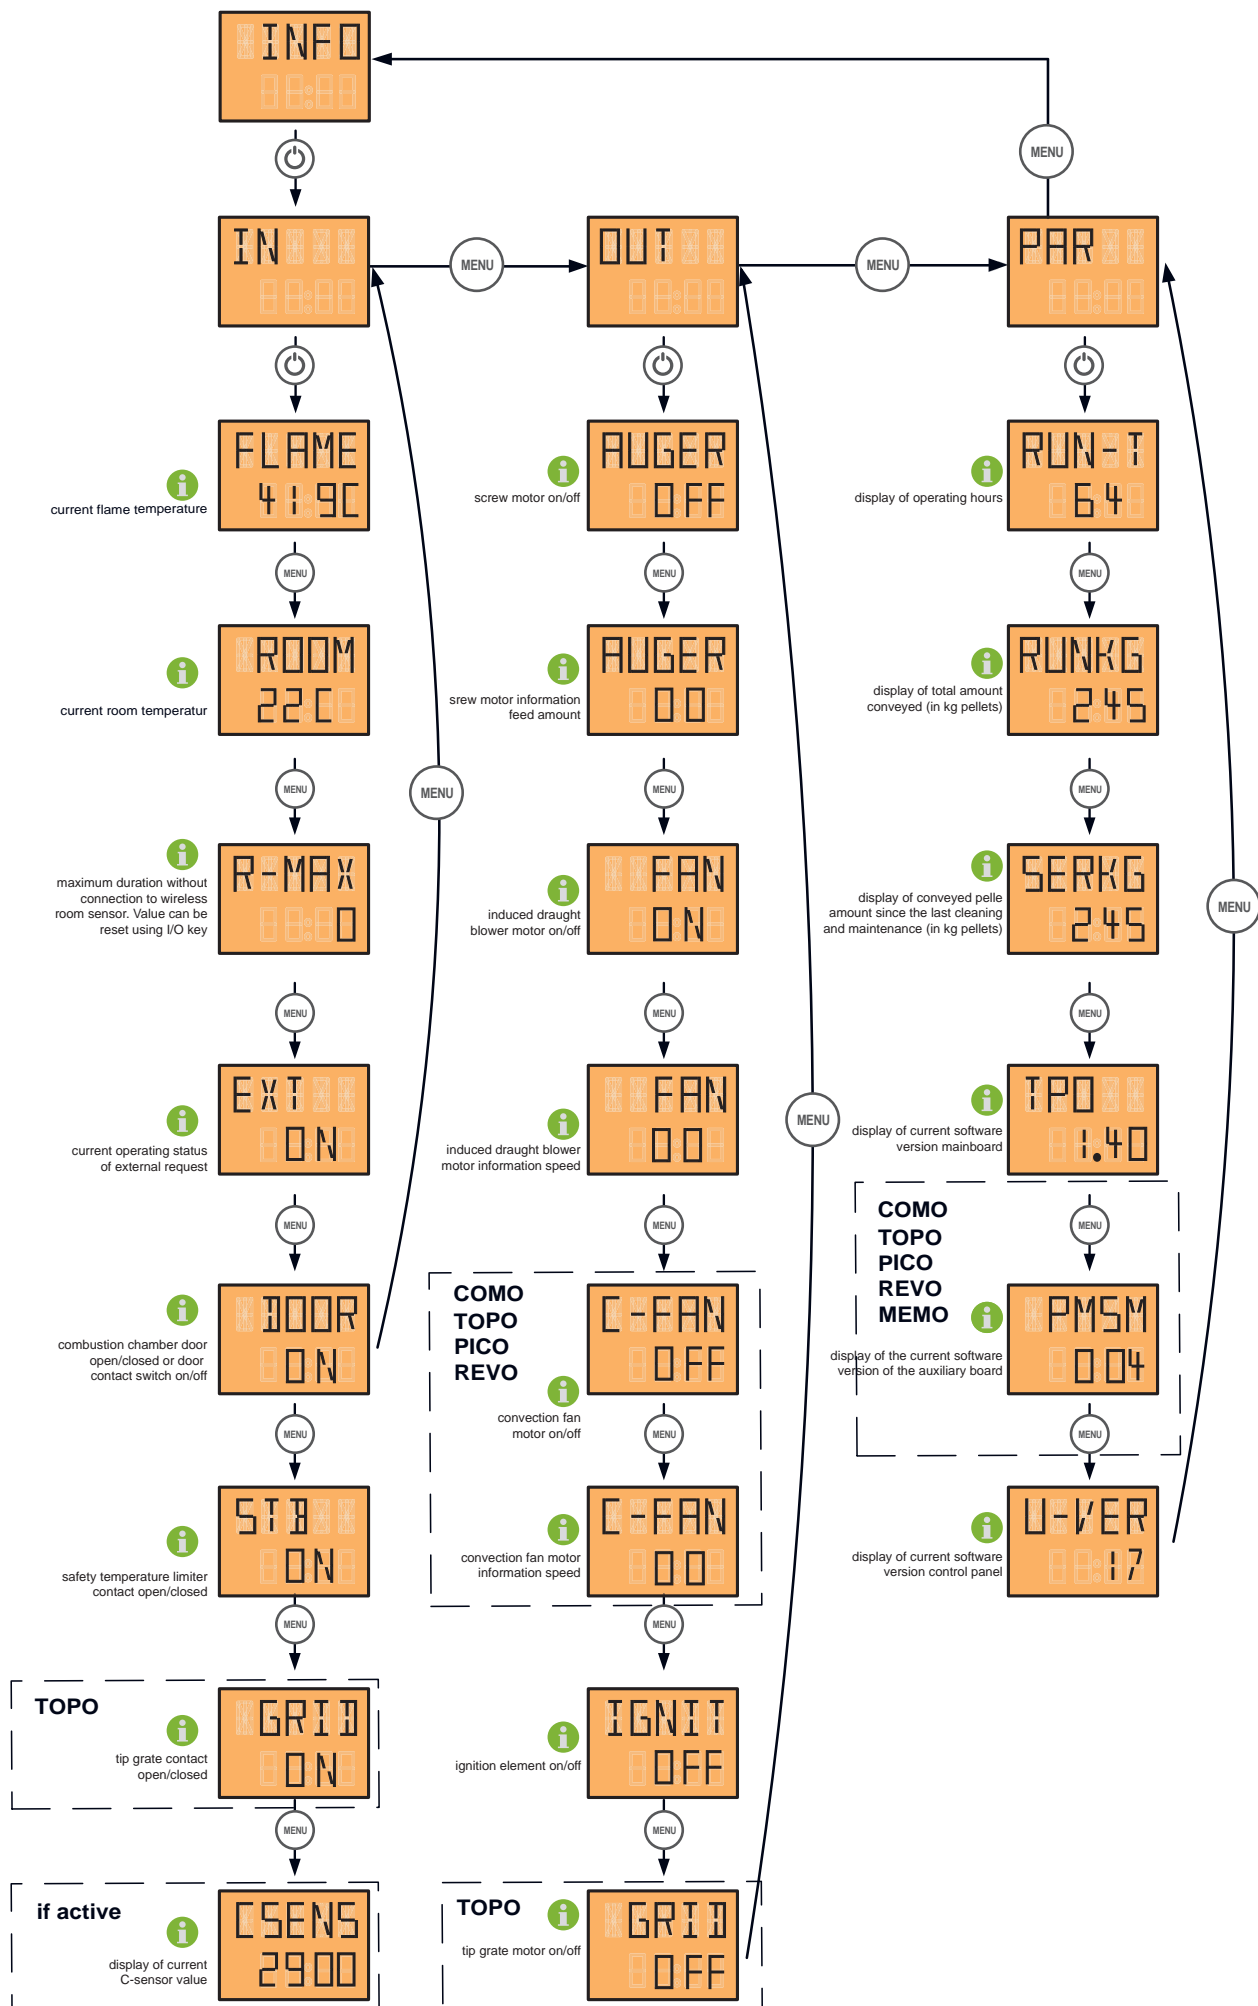 INFO
MENU
IN
MENU
OUT
MENU
PAR
FLAME
419C
current flame temperature
MENU
ROOM
22C
current room temperatur
MENU
MENU
R-MAX
0
maximum duration without
connection to wireless
room sensor. Value can be
reset using I/O key
MENU
EXT
ON
current operating status
of external request
MENU
DOOR
ON
combustion chamber door
open/closed or door
contact switch on/off
MENU
STB
ON
safety temperature limiter
contact open/closed
MENU
TOPO
GRID
ON
tip grate contact
open/closed
MENU
if active
CSENS
2900
display of current
C-sensor value
AUGER
OFF
screw motor on/off
MENU
AUGER
00
srew motor information
feed amount
MENU
FAN
ON
induced draught
blower motor on/off
MENU
FAN
00
induced draught blower
motor information speed
MENU
MENU
COMO
TOPO
PICO
REVO
C-FAN
OFF
convection fan
motor on/off
MENU
C-FAN
00
convection fan motor
information speed
MENU
IGNIT
OFF
ignition element on/off
MENU
TOPO
GRID
OFF
tip grate motor on/off
RUN-T
64
display of operating hours
MENU
RUNKG
245
display of total amount
conveyed (in kg pellets)
MENU
SERKG
245
display of conveyed pelle
amount since the last cleaning
and maintenance (in kg pellets)
MENU
MENU
TPO
1.40
display of current software
version mainboard
MENU
COMO
TOPO
PICO
REVO
MEMO
PMSM
004
display of the current software
version of the auxiliary board
MENU
U-VER
17
display of current software
version control panel